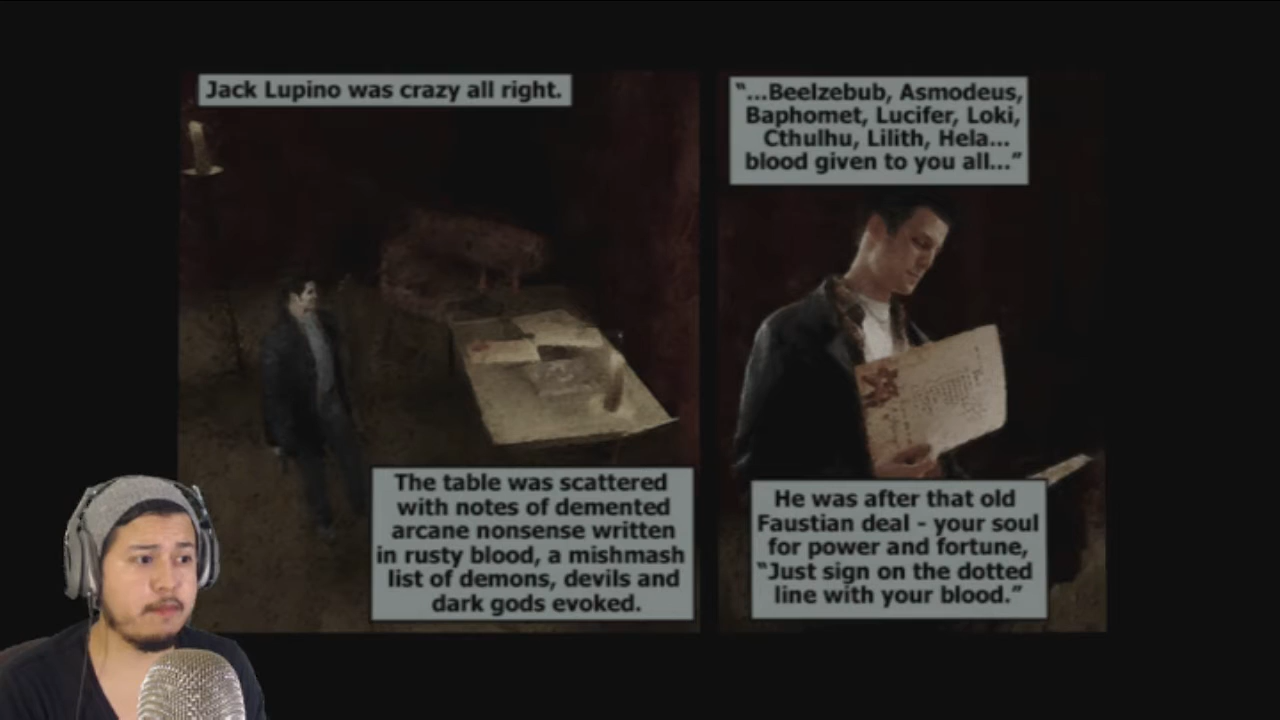 Jack Lupino was crazy all right.
The table was scattered
with notes of demented
arcane nonsense written
in rusty blood, a mishmash
list of demons, devils and
dark gods evoked.
"...Beelzebub, Asmodeus,
Baphomet, Lucifer, Loki,
Cthulhu, Lilith, Hela...
blood given to you all..."
He was after that old
Faustian deal - your soul
for power and fortune,
"Just sign on the dotted
line with your blood."